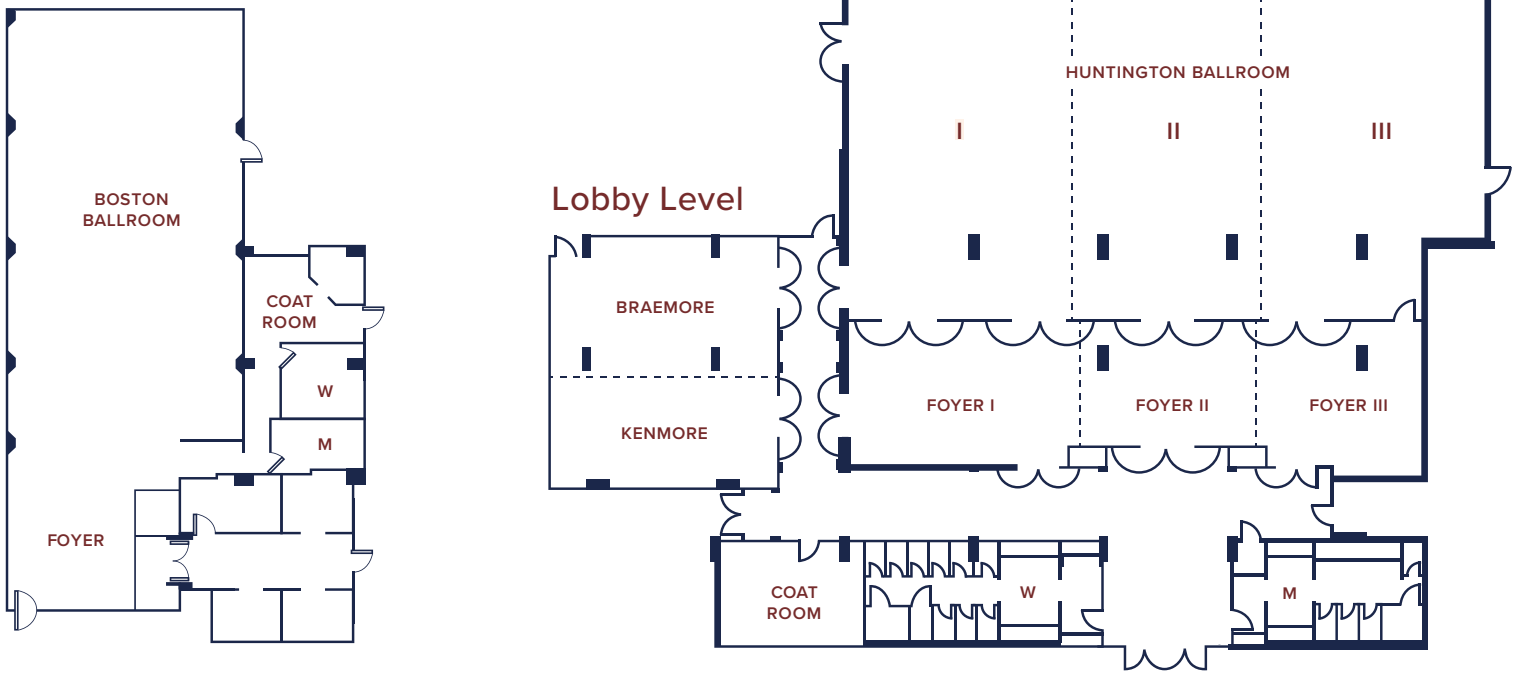 BOSTON
BALLROOM
COAT
ROOM
W
M
FOYER
Lobby Level
HUNTINGTON BALLROOM
I
II
III
BRAEMORE
KENMORE
FOYER I
FOYER II
FOYER III
COAT
ROOM
W
M